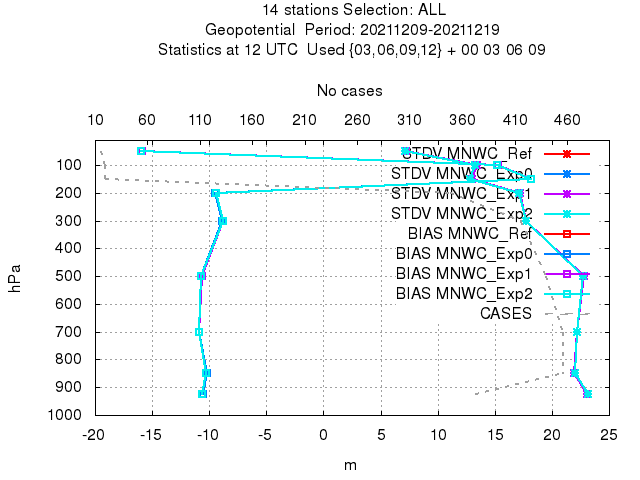 14 stations Selection: ALL
Geopotential  Period: 20211209-20211219
Statistics at 12 UTC  Used {03,06,09,12} + 00 03 06 09
No cases
10 60 110 160 210 260 310 360 410 460
STDV MNWC_Ref
STDV MNWC_Exp0
STDV MNWC_Exp1
STDV MNWC_Exp2
BIAS MNWC_Ref
BIAS MNWC_Exp0
BIAS MNWC_Exp1
BIAS MNWC_Exp2
CASES
100
200
300
400
500
600
700
800
900
1000
hPa
-20 -15 -10 -5 0 5 10 15 20 25
m